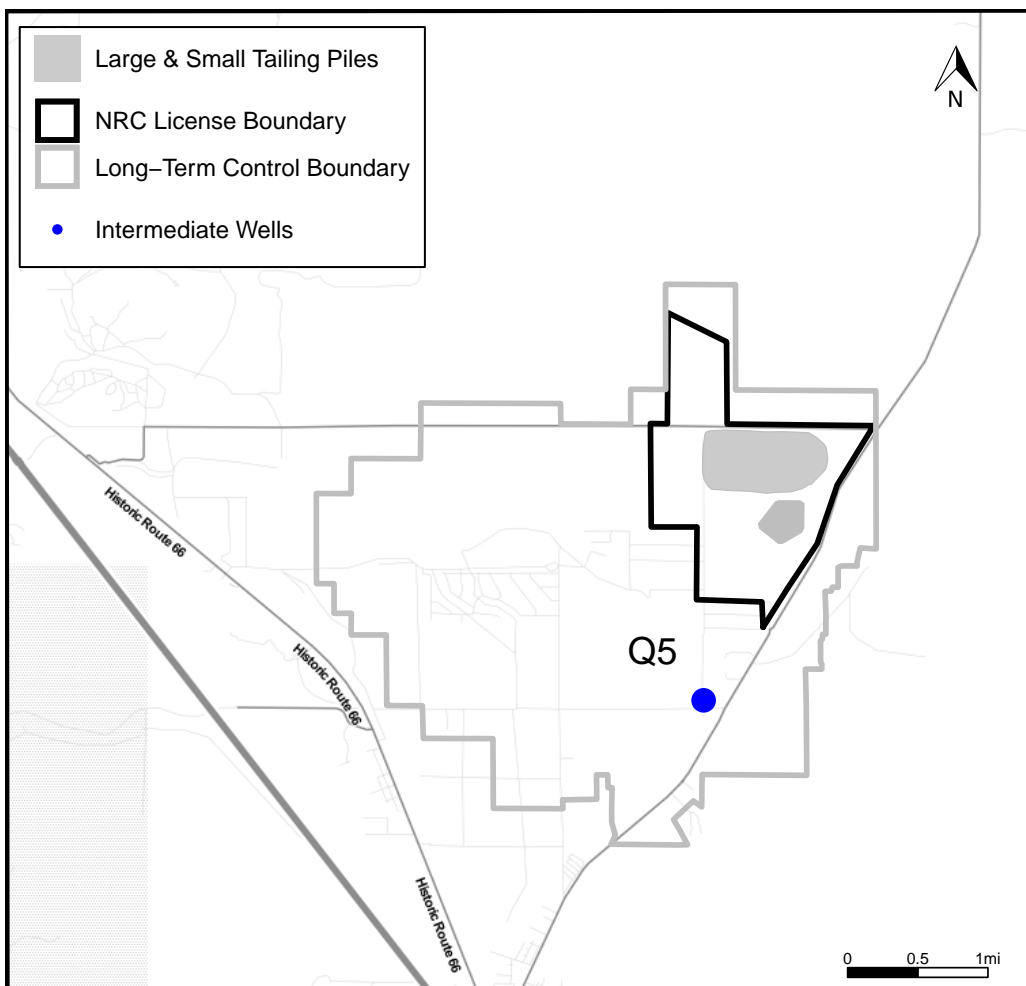 Large & Small Tailing Piles
NRC License Boundary
Long−Term Control Boundary
Intermediate Wells
N
Historic Route 66
Historic Route 66
Q5
Historic Route 66
0 0.5 1mi